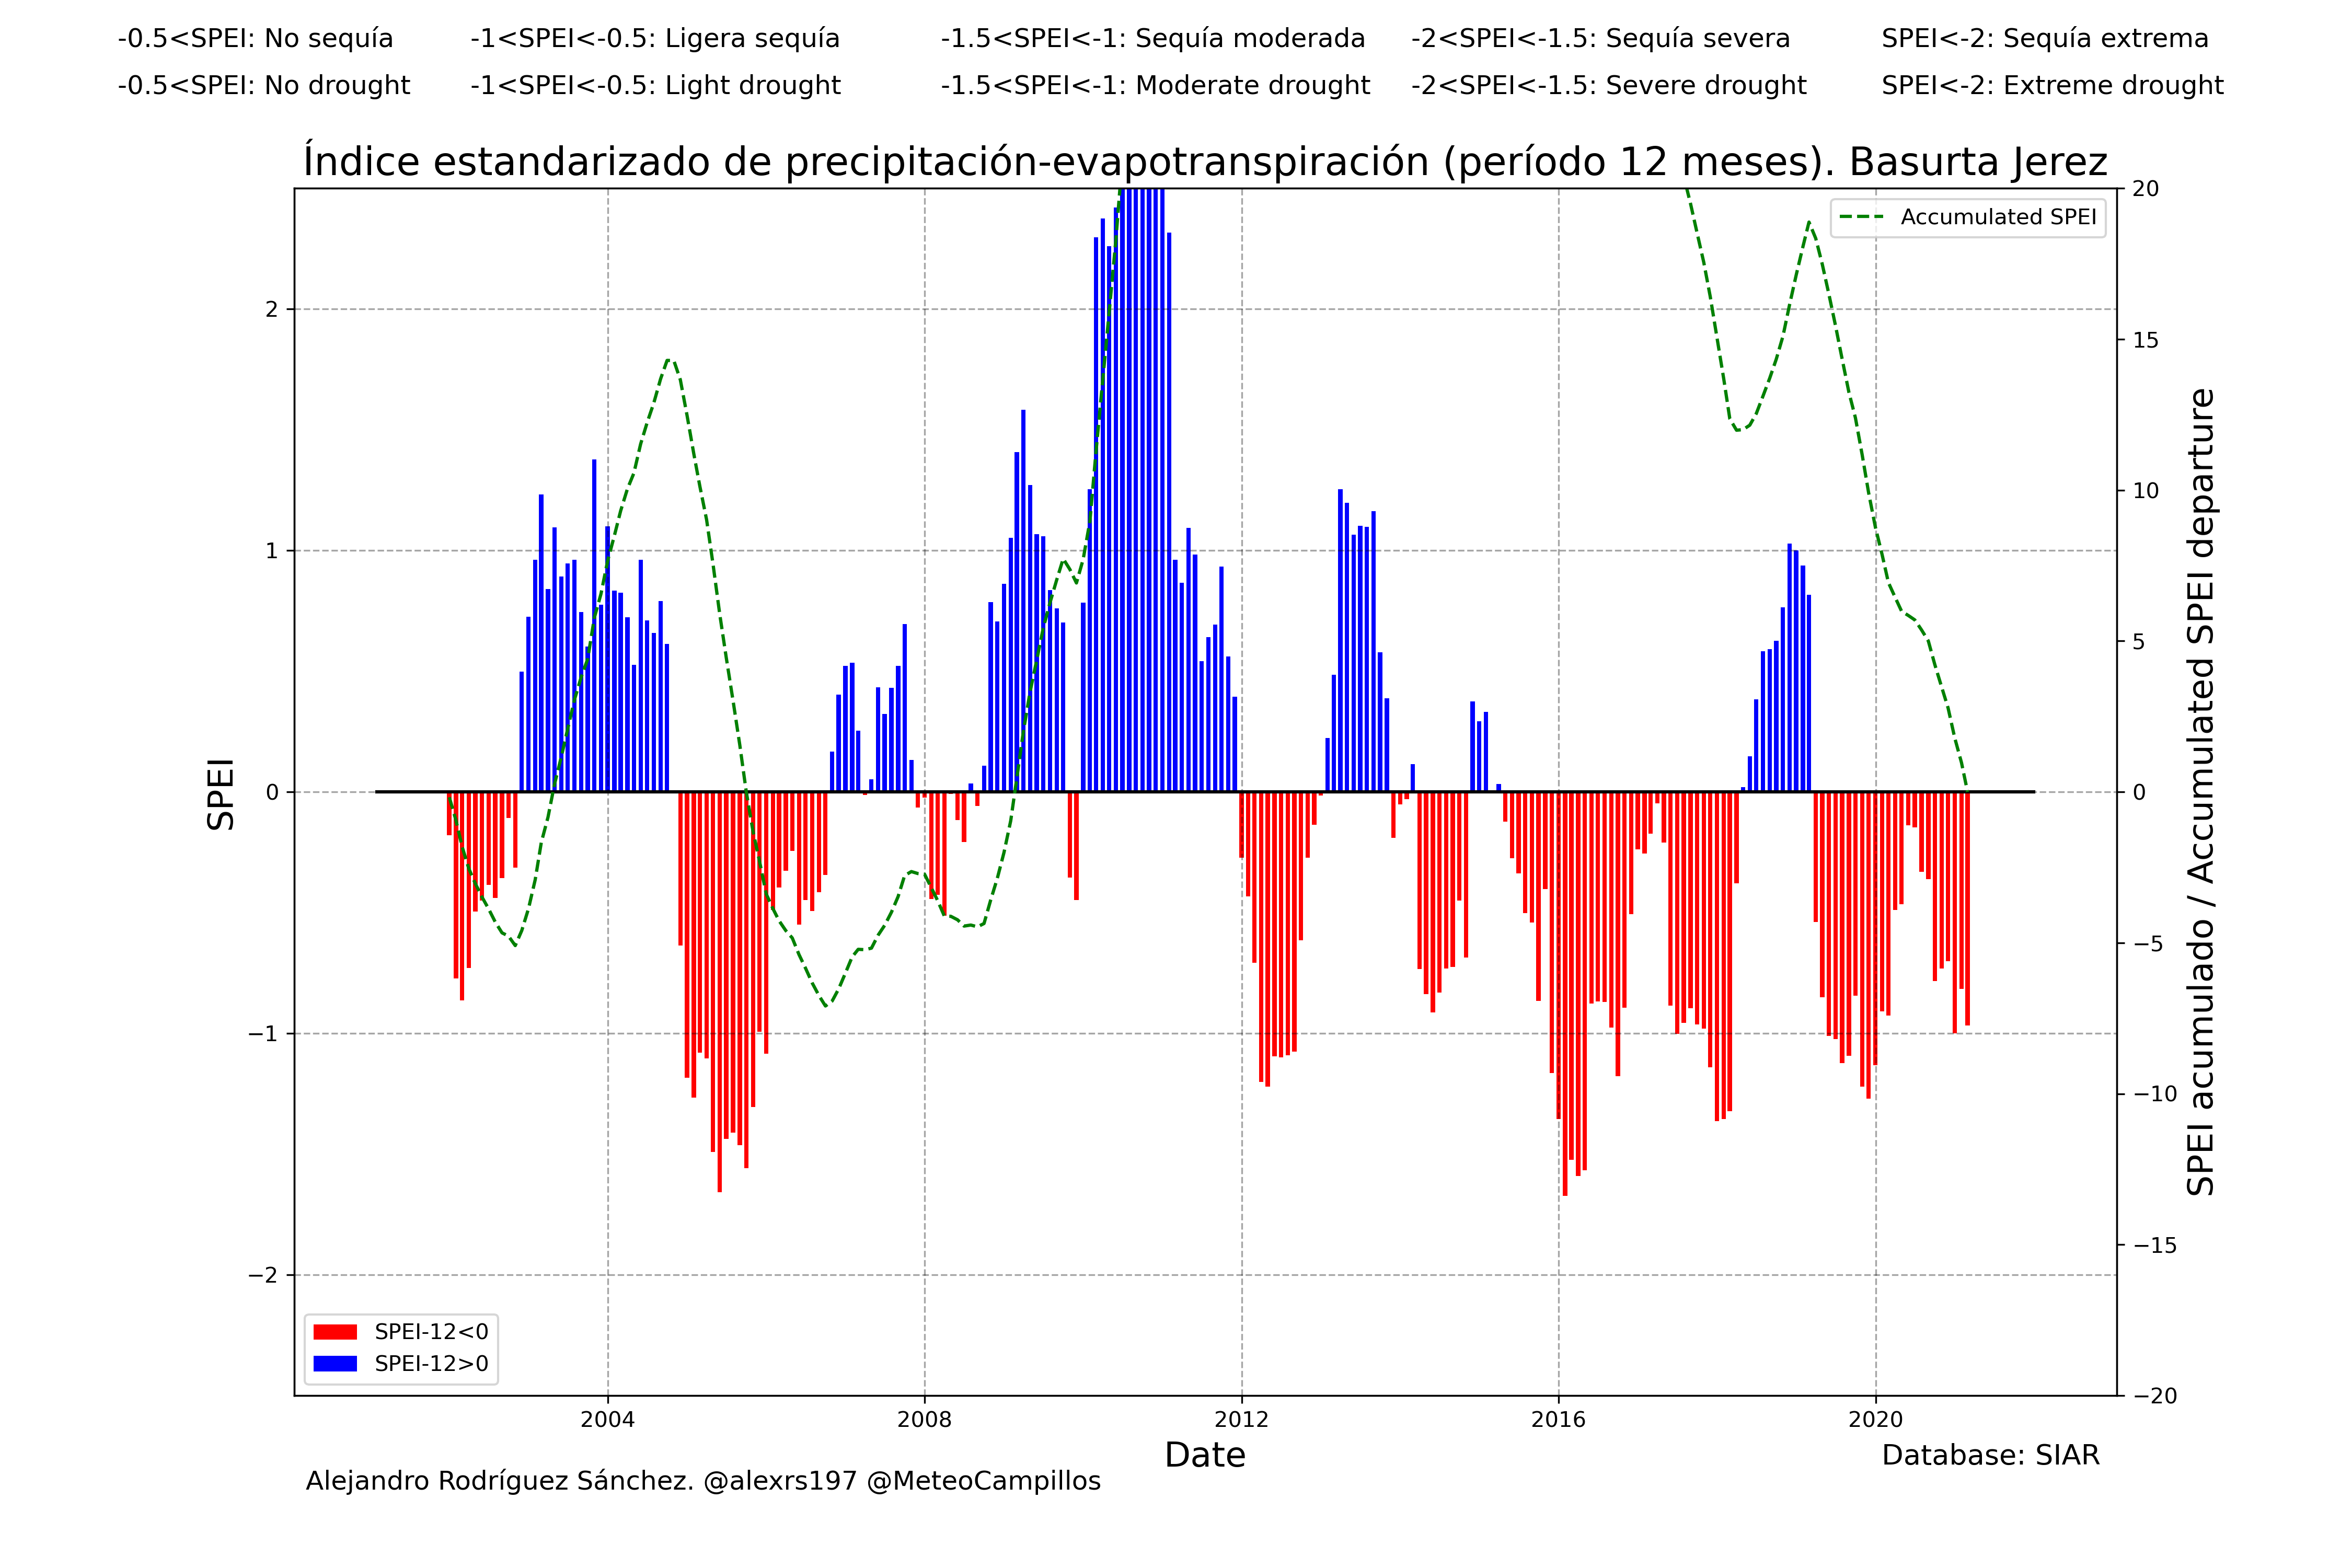 -0.5<SPEI: No sequía -1<SPEI<-0.5: Ligera sequía -1.5<SPEI<-1: Sequía moderada -2<SPEI<-1.5: Sequía severa SPEI<-2: Sequía extrema
-0.5<SPEI: No drought -1<SPEI<-0.5: Light drought -1.5<SPEI<-1: Moderate drought -2<SPEI<-1.5: Severe drought SPEI<-2: Extreme drought
Índice estandarizado de precipitación-evapotranspiración (período 12 meses). Basurta Jerez
Accumulated SPEI
SPEI
2
1
0
−1
−2
20
15
10
5
0
−5
−10
−15
−20
SPEI acumulado / Accumulated SPEI departure
SPEI-12<0
SPEI-12>0
2004 2008 2012 2016 2020
Date
Database: SIAR
Alejandro Rodríguez Sánchez. @alexrs197 @MeteoCampillos